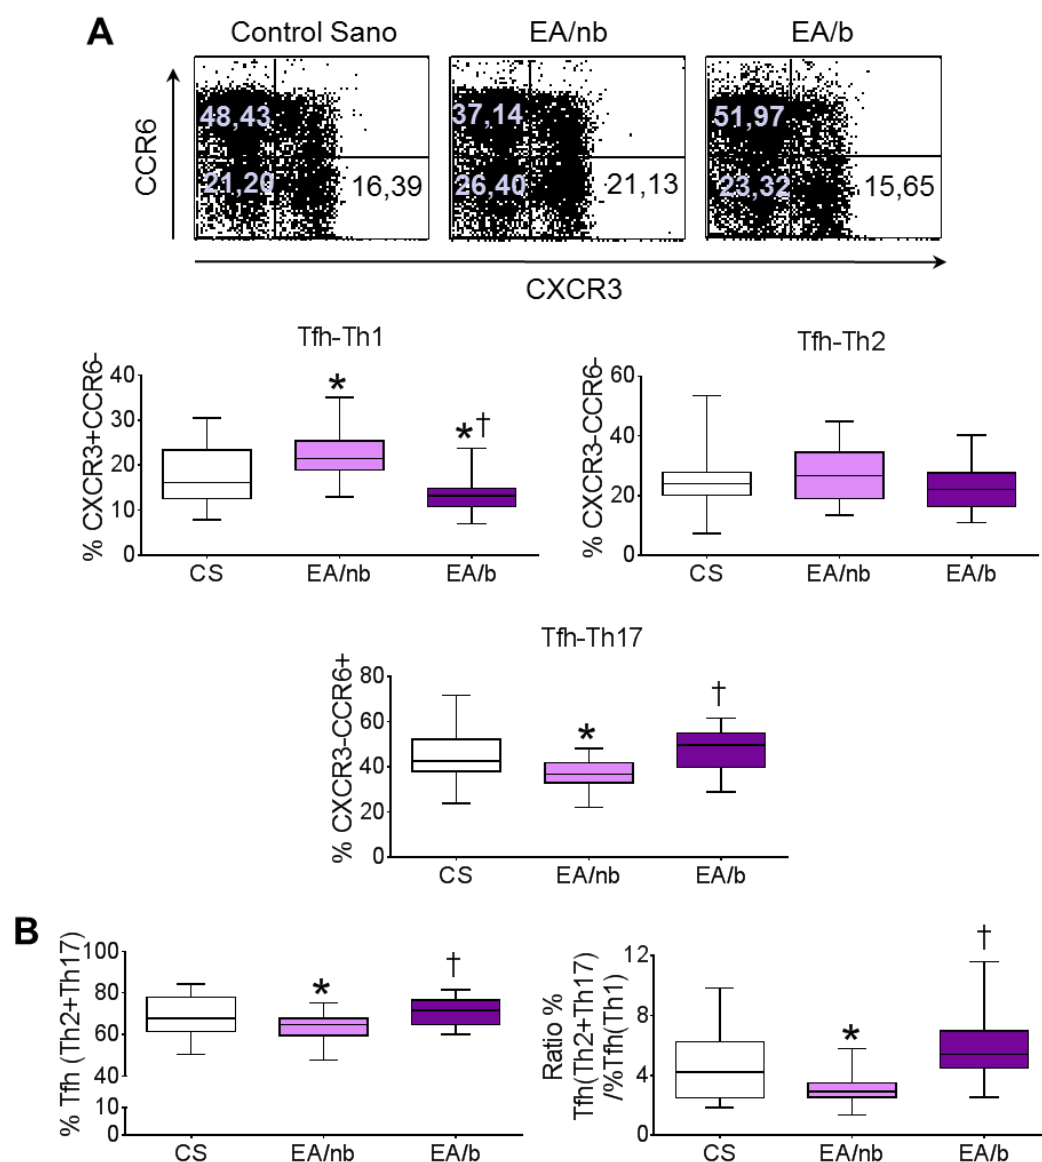 A
Control Sano
EA/nb
EA/b
CCR6
48,43
37,14
51,97
21,20
16,39
26,40
21,13
23,32
15,65
CXCR3
Tfh-Th1
% CXCR3+CCR6-
40
30
20
10
0
*
*†
CS
EA/nb
EA/b
Tfh-Th2
% CXCR3-CCR6-
60
40
20
0
CS
EA/nb
EA/b
Tfh-Th17
% CXCR3-CCR6+
80
60
40
20
0
*
†
CS
EA/nb
EA/b
B
% Tfh (Th2+Th17)
100
80
60
40
10
0
*
†
CS
EA/nb
EA/b
Ratio %
Tfh(Th2+Th17)
/%Tfh(Th1)
12
8
4
0
*
†
CS
EA/nb
EA/b